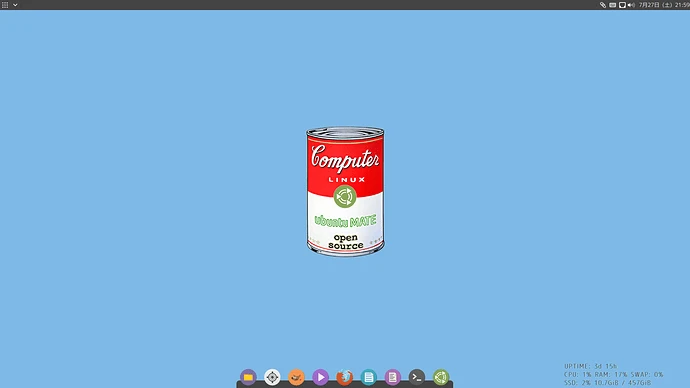 7月27日 (土) 21:59
Computer
LINUX
ubuntu MATE
open
source
UPTIME: 3d 15h
CPU: 1% RAM: 17% SWAP: 0%
SSD: 2% 10.7GiB / 457GiB